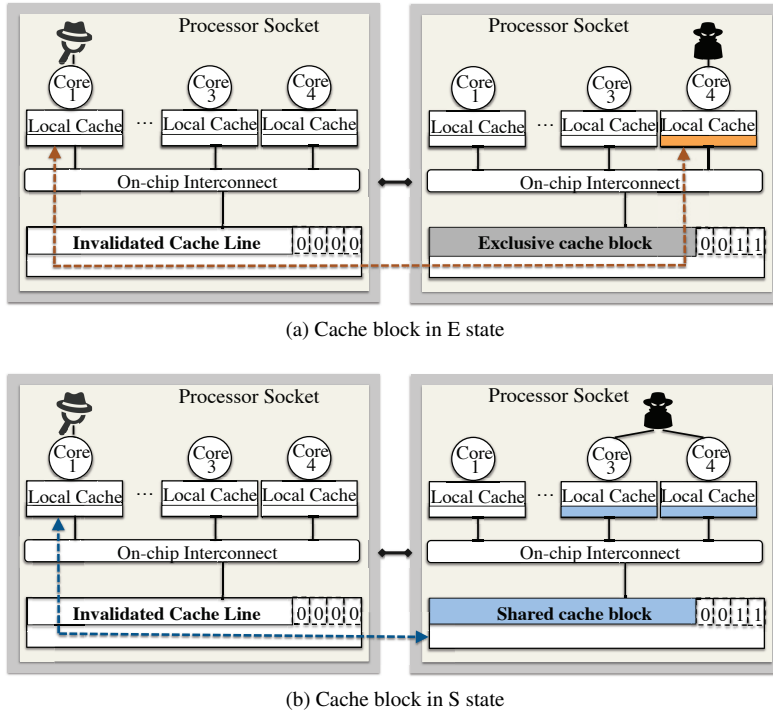 Processor Socket
Processor Socket
Core 1
Core 3
Core 4
Core 1
Core 3
Core 4
Local Cache
...
Local Cache
Local Cache
Local Cache
...
Local Cache
Local Cache
On-chip Interconnect
On-chip Interconnect
Invalidated Cache Line 0 0 0 0
Exclusive cache block 0 0 1 1
(a) Cache block in E state
Processor Socket
Processor Socket
Core 1
Core 3
Core 4
Core 1
Core 3
Core 4
Local Cache
...
Local Cache
Local Cache
Local Cache
...
Local Cache
Local Cache
On-chip Interconnect
On-chip Interconnect
Invalidated Cache Line 0 0 0 0
Shared cache block 0 0 1 1
(b) Cache block in S state